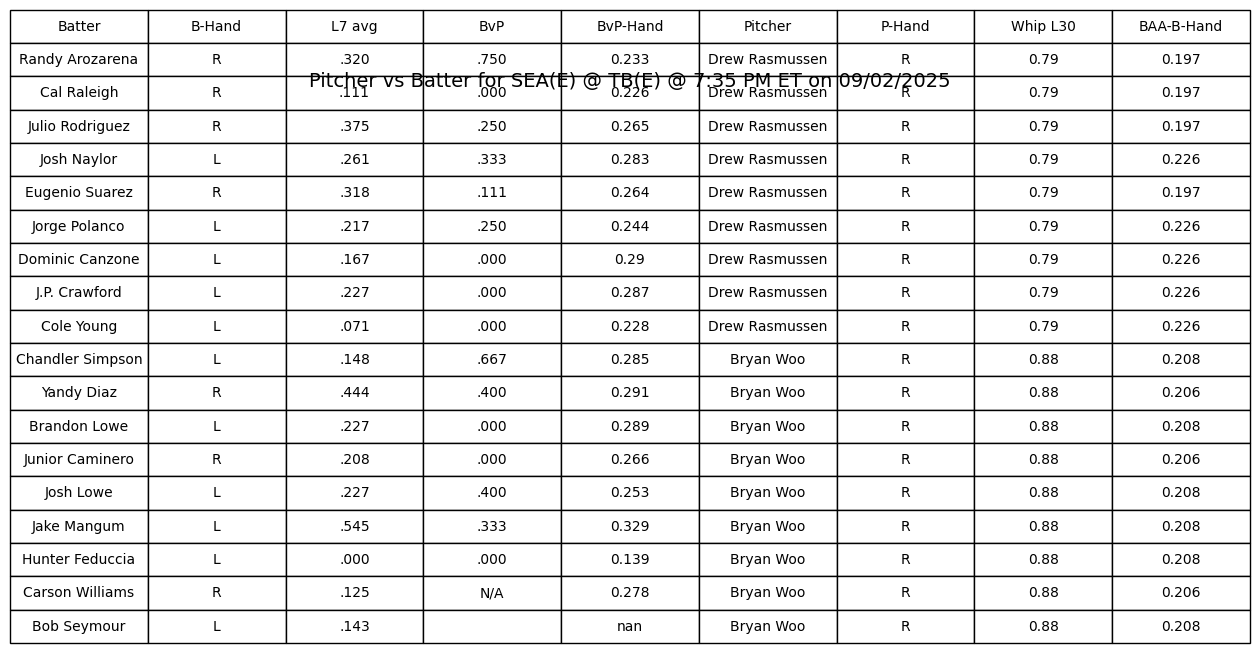 Batter B-Hand L7 avg BvP BvP-Hand Pitcher P-Hand Whip L30 BAA-B-Hand
Randy Arozarena R .320 .750 0.233 Drew Rasmussen R 0.79 0.197
Pitcher vs Batter for SEA(E) @ TB(E) @ 7:35 PM ET on 09/02/2025
Cal Raleigh R .111 .000 0.226 Drew Rasmussen R 0.79 0.197
Julio Rodriguez R .375 .250 0.265 Drew Rasmussen R 0.79 0.197
Josh Naylor L .261 .333 0.283 Drew Rasmussen R 0.79 0.226
Eugenio Suarez R .318 .111 0.264 Drew Rasmussen R 0.79 0.197
Jorge Polanco L .217 .250 0.244 Drew Rasmussen R 0.79 0.226
Dominic Canzone L .167 .000 0.29 Drew Rasmussen R 0.79 0.226
J.P. Crawford L .227 .000 0.287 Drew Rasmussen R 0.79 0.226
Cole Young L .071 .000 0.228 Drew Rasmussen R 0.79 0.226
Chandler Simpson L .148 .667 0.285 Bryan Woo R 0.88 0.208
Yandy Diaz R .444 .400 0.291 Bryan Woo R 0.88 0.206
Brandon Lowe L .227 .000 0.289 Bryan Woo R 0.88 0.208
Junior Caminero R .208 .000 0.266 Bryan Woo R 0.88 0.206
Josh Lowe L .227 .400 0.253 Bryan Woo R 0.88 0.208
Jake Mangum L .545 .333 0.329 Bryan Woo R 0.88 0.208
Hunter Feduccia L .000 .000 0.139 Bryan Woo R 0.88 0.208
Carson Williams R .125 N/A 0.278 Bryan Woo R 0.88 0.206
Bob Seymour L .143 nan Bryan Woo R 0.88 0.208